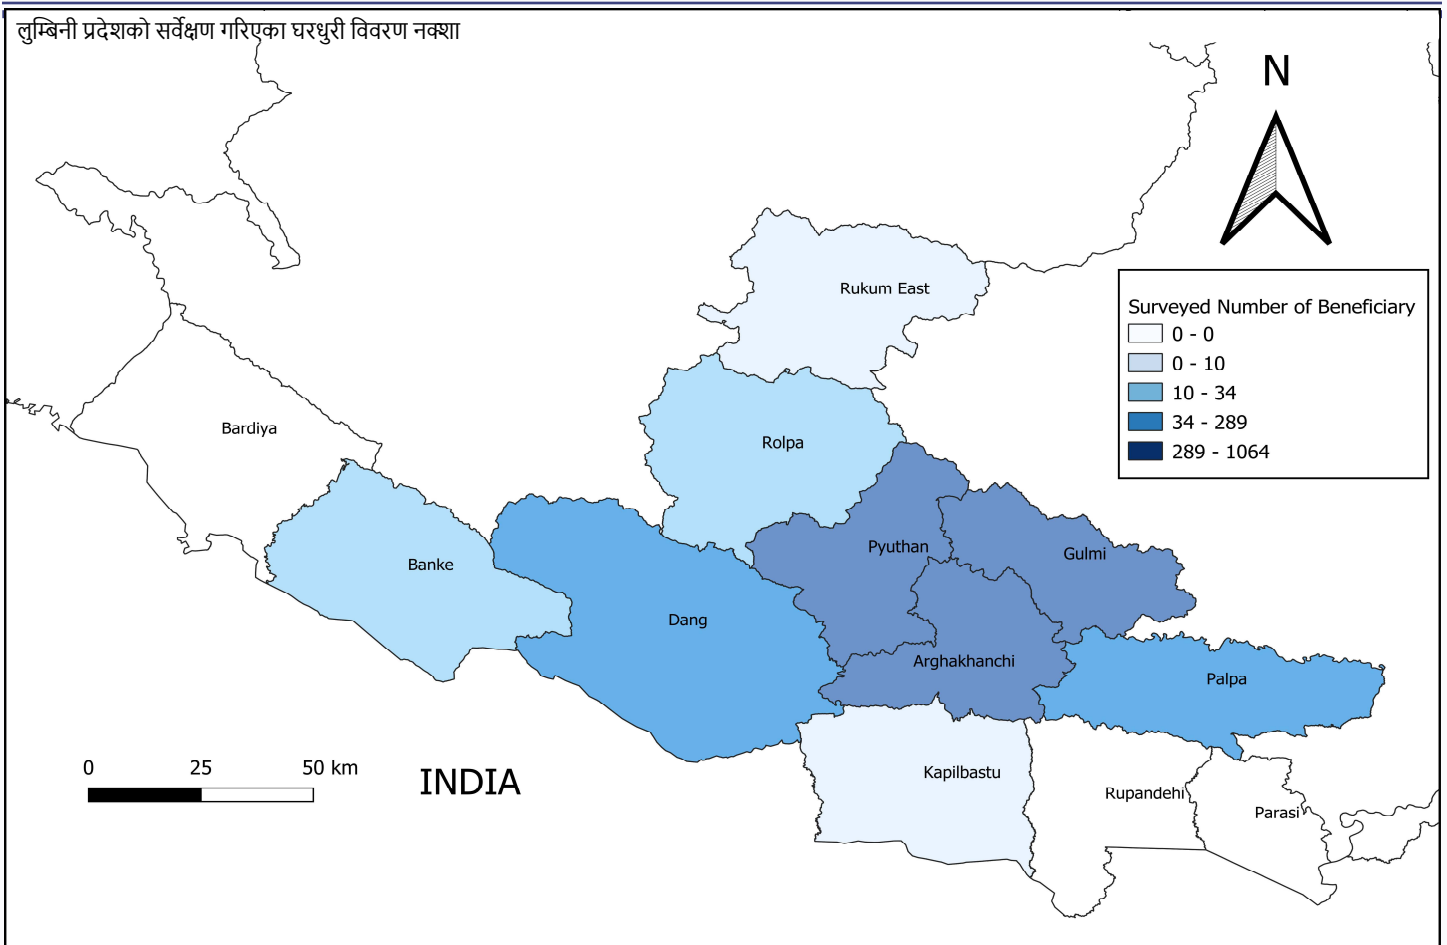 लुम्बिनी प्रदेशको सर्वेक्षण गरिएका घरधुरी विवरण नक्शा
N
Rukum East
Surveyed Number of Beneficiary
0 - 0
0 - 10
10 - 34
34 - 289
289 - 1064
Bardiya
Rolpa
Pyuthan
Gulmi
Banke
Dang
Arghakhanchi
Palpa
0 25 50 km
INDIA
Kapilbastu
Rupandehi
Parasi